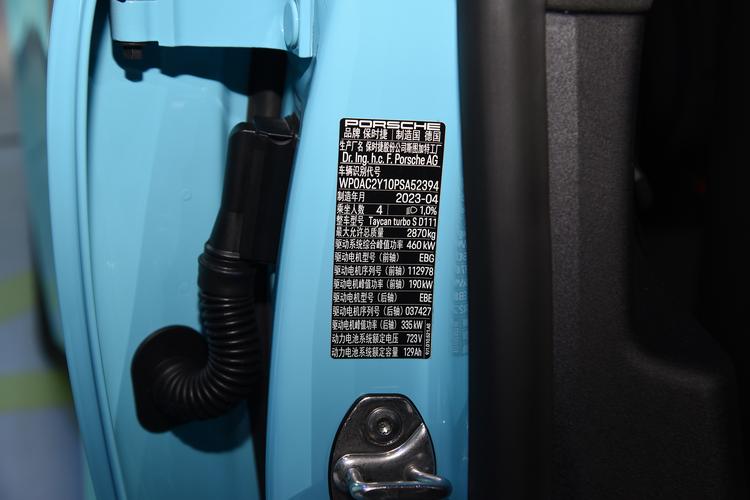 PORSCHE
品牌 保时捷 制造国 德国
生产厂名 保时捷股份公司斯图加特工厂
Dr. Ing. h.c. F. Porsche AG
车辆识别代号
WP0AC2Y10PSA52394
制造年月 2023-04
乘坐人数 4 1,0%
整车型号 Taycan turbo S D111
最大允许总质量 2870kg
驱动系统综合峰值功率 460 kW
驱动电机型号（前轴） EBG
驱动电机序列号（前轴） 112978
驱动电机峰值功率（前轴） 190kW
驱动电机型号（后轴） EBE
驱动电机序列号（后轴） 037427
驱动电机峰值功率（后轴） 335kW
动力电池系统额定电压 723V
动力电池系统额定容量 129Ah